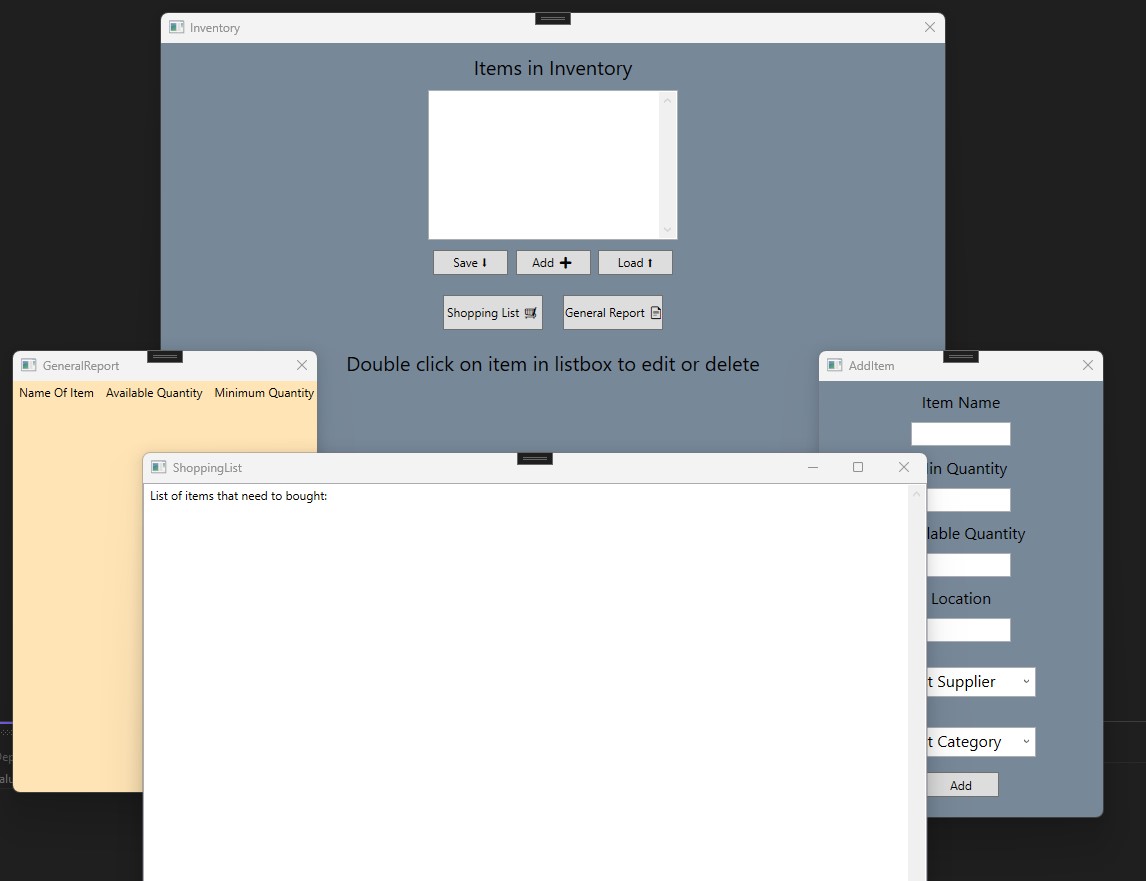 Inventory
Items in Inventory
Save
Add
Load
Shopping List
General Report
Double click on item in listbox to edit or delete
GeneralReport
Name Of Item Available Quantity Minimum Quantity
AddItem
Item Name
Quantity
Quantity
Location
Supplier
Category
Add
ShoppingList
List of items that need to bought: